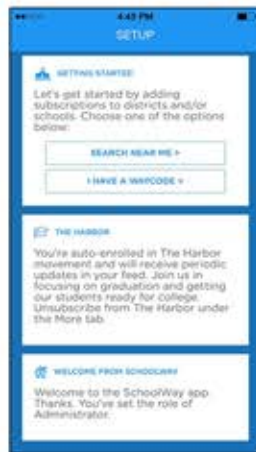 4:43 PM
SETUP
GETTING STARTED
Let's get started by adding
subscriptions to districts and/or
schools. Choose one of the options
below:
SEARCH NEAR ME >
I HAVE A WAYCODE >
THE HARBOR
You're auto-enrolled in The Harbor
movement and will receive periodic
updates in your feed. Join us in
focusing on graduation and getting
our students ready for college.
Unsubscribe from The Harbor under
the More tab.
WELCOME FROM SCHOOLWAY
Welcome to the SchoolWay app
Thanks. You've set the role of
Administrator.